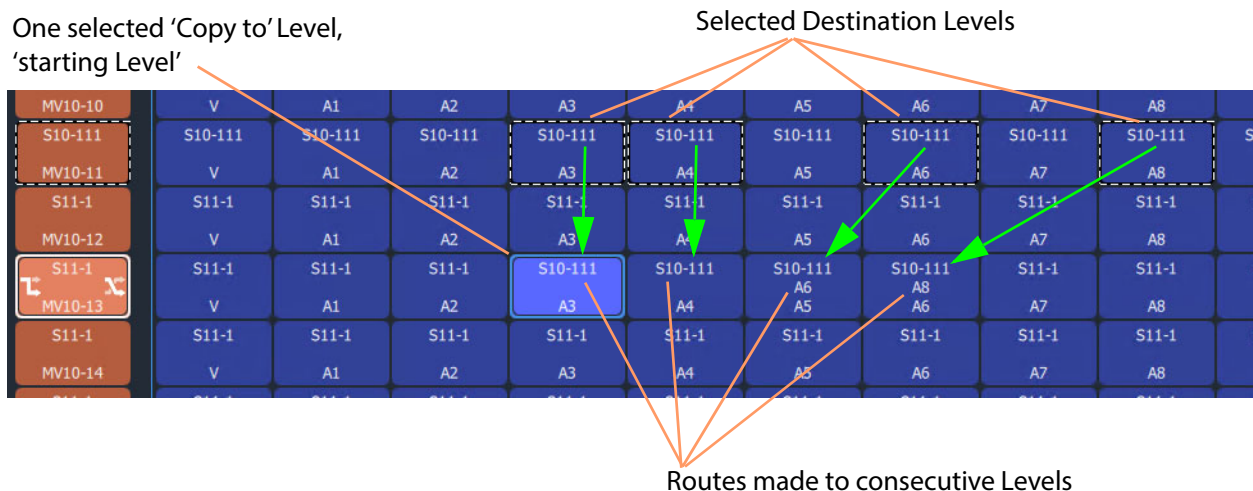 One selected ‘Copy to’ Level,
‘starting Level’
Selected Destination Levels
MV10-10 V A1 A2 A3 A4 A5 A6 A7 A8
S10-111 S10-111 S10-111 S10-111 S10-111 S10-111 S10-111 S10-111 S10-111 S10-111 S
MV10-11 V A1 A2 A3 A4 A5 A6 A7 A8
S11-1 S11-1 S11-1 S11-1 S11-1 S11-1 S11-1 S11-1 S11-1 S11-1
MV10-12 V A1 A2 A3 A4 A5 A6 A7 A8
S11-1 S11-1 S11-1 S11-1 S10-111 S10-111 S10-111 S10-111 S11-1 S11-1
A6 A8
MV10-13 V A1 A2 A3 A4 A5 A6 A7 A8
S11-1 S11-1 S11-1 S11-1 S11-1 S11-1 S11-1 S11-1 S11-1 S11-1
MV10-14 V A1 A2 A3 A4 A5 A6 A7 A8
Routes made to consecutive Levels